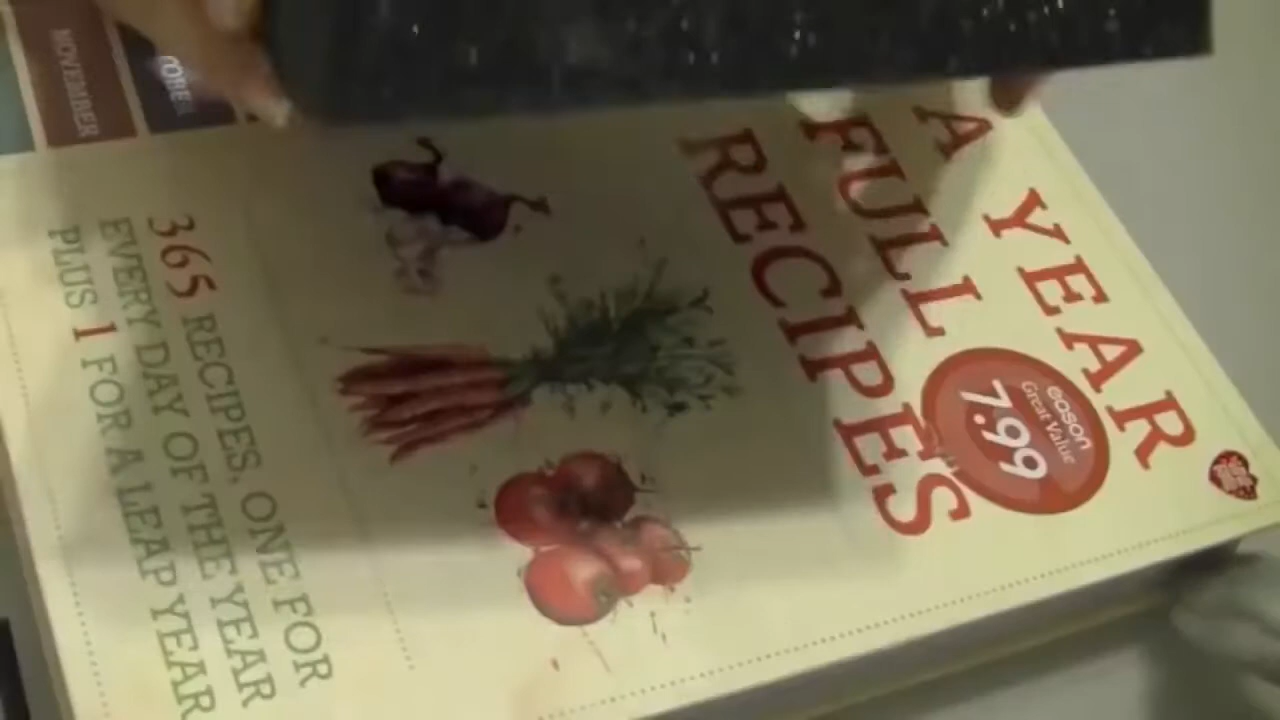 A YEAR
FULL
RECIPES
eason
Great Value
7.99
365 RECIPES, ONE FOR
EVERY DAY OF THE YEAR
PLUS 1 FOR A LEAP YEAR
NOVEMBER